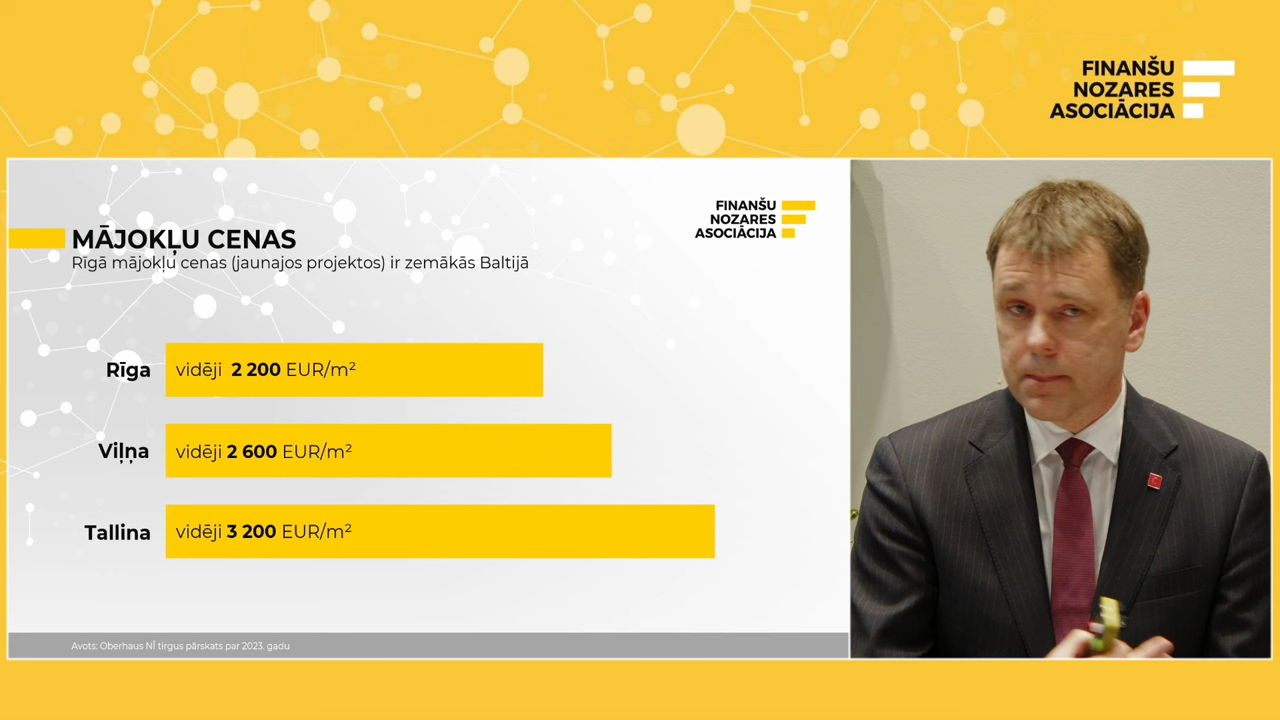 FINANŠU
NOZARES
ASOCIĀCIJA
FINANŠU
NOZARES
ASOCIĀCIJA
MĀJOKĻU CENAS
Rīgā mājokļu cenas (jaunajos projektos) ir zemākās Baltijā
Rīga vidēji 2 200 EUR/m²
Viļņa vidēji 2 600 EUR/m²
Tallina vidēji 3 200 EUR/m²
Avots: Oberhaus NĪ tirgus pārskats par 2023. gadu